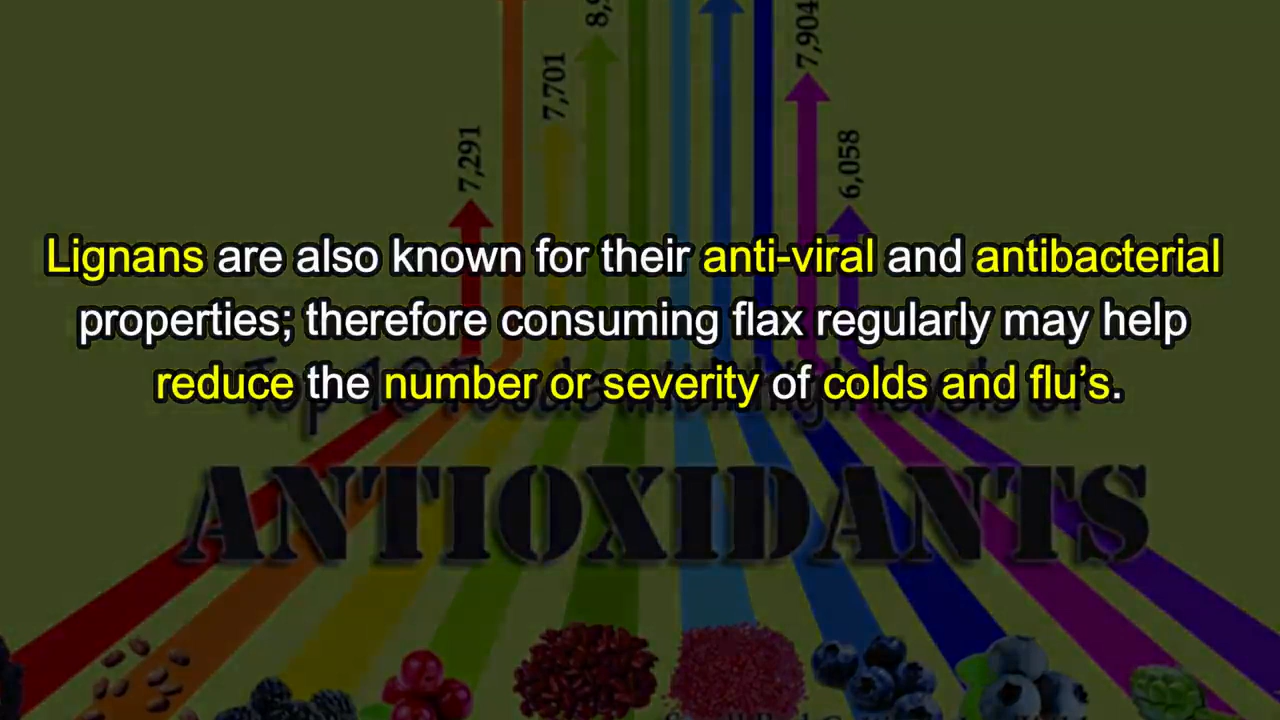 7,291
7,701
7,904
6,058
Lignans are also known for their anti-viral and antibacterial
properties; therefore consuming flax regularly may help
reduce the number or severity of colds and flu’s.
ANTIOXIDANTS